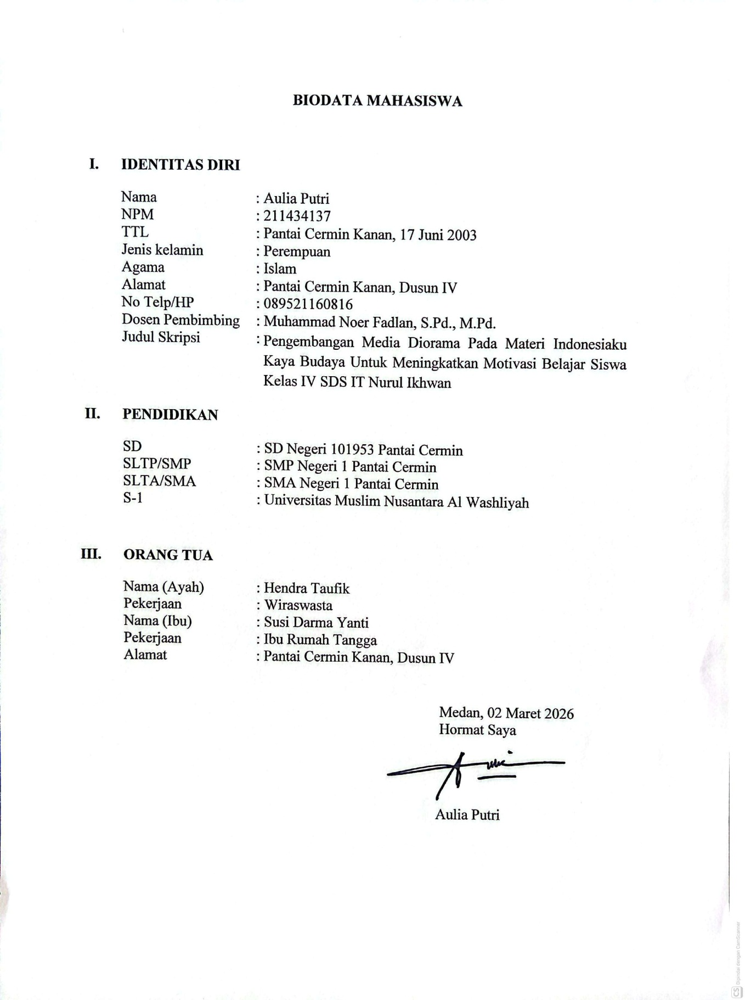 BIODATA MAHASISWA
I. IDENTITAS DIRI
Nama : Aulia Putri
NPM : 211434137
TTL : Pantai Cermin Kanan, 17 Juni 2003
Jenis kelamin : Perempuan
Agama : Islam
Alamat : Pantai Cermin Kanan, Dusun IV
No Telp/HP : 089521160816
Dosen Pembimbing : Muhammad Noer Fadlan, S.Pd., M.Pd.
Judul Skripsi : Pengembangan Media Diorama Pada Materi Indonesiaku
Kaya Budaya Untuk Meningkatkan Motivasi Belajar Siswa
Kelas IV SDS IT Nurul Ikhwan
II. PENDIDIKAN
SD : SD Negeri 101953 Pantai Cermin
SLTP/SMP : SMP Negeri 1 Pantai Cermin
SLTA/SMA : SMA Negeri 1 Pantai Cermin
S-1 : Universitas Muslim Nusantara Al Washliyah
III. ORANG TUA
Nama (Ayah) : Hendra Taufik
Pekerjaan : Wiraswasta
Nama (Ibu) : Susi Darma Yanti
Pekerjaan : Ibu Rumah Tangga
Alamat : Pantai Cermin Kanan, Dusun IV
Medan, 02 Maret 2026
Hormat Saya
Aulia Putri
CS Dipindai dengan CamScanner